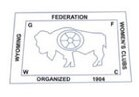 FEDERATION
WYOMING
G F
W C
WOMEN'S CLUBS
ORGANIZED 1904